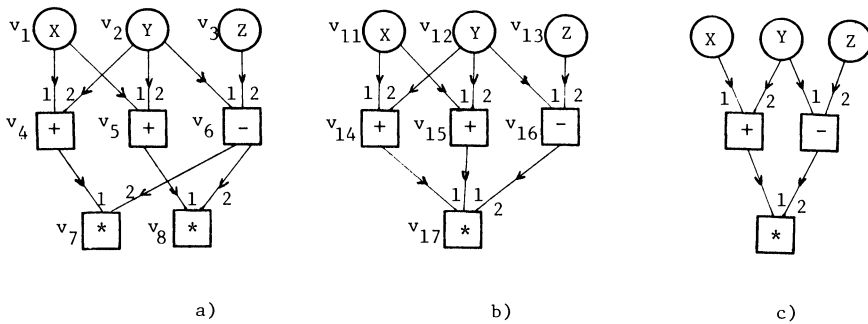 v1 X v2 Y v3 Z v11 X v12 Y v13 Z X Y Z
1 2 1 2 1 2 1 2 1 2 1 2 1 2 1 2
v4 + v5 + v6 - v14 + v15 + v16 - + -
1 2 1 2 1 1 2 1 2
v7 * v8 * v17 * *
a) b) c)